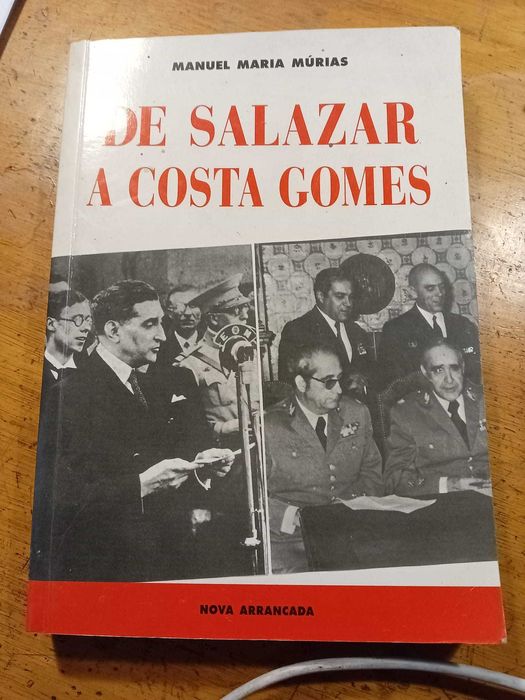 MANUEL MARIA MÚRIAS
DE SALAZAR
A COSTA GOMES
NOVA ARRANCADA